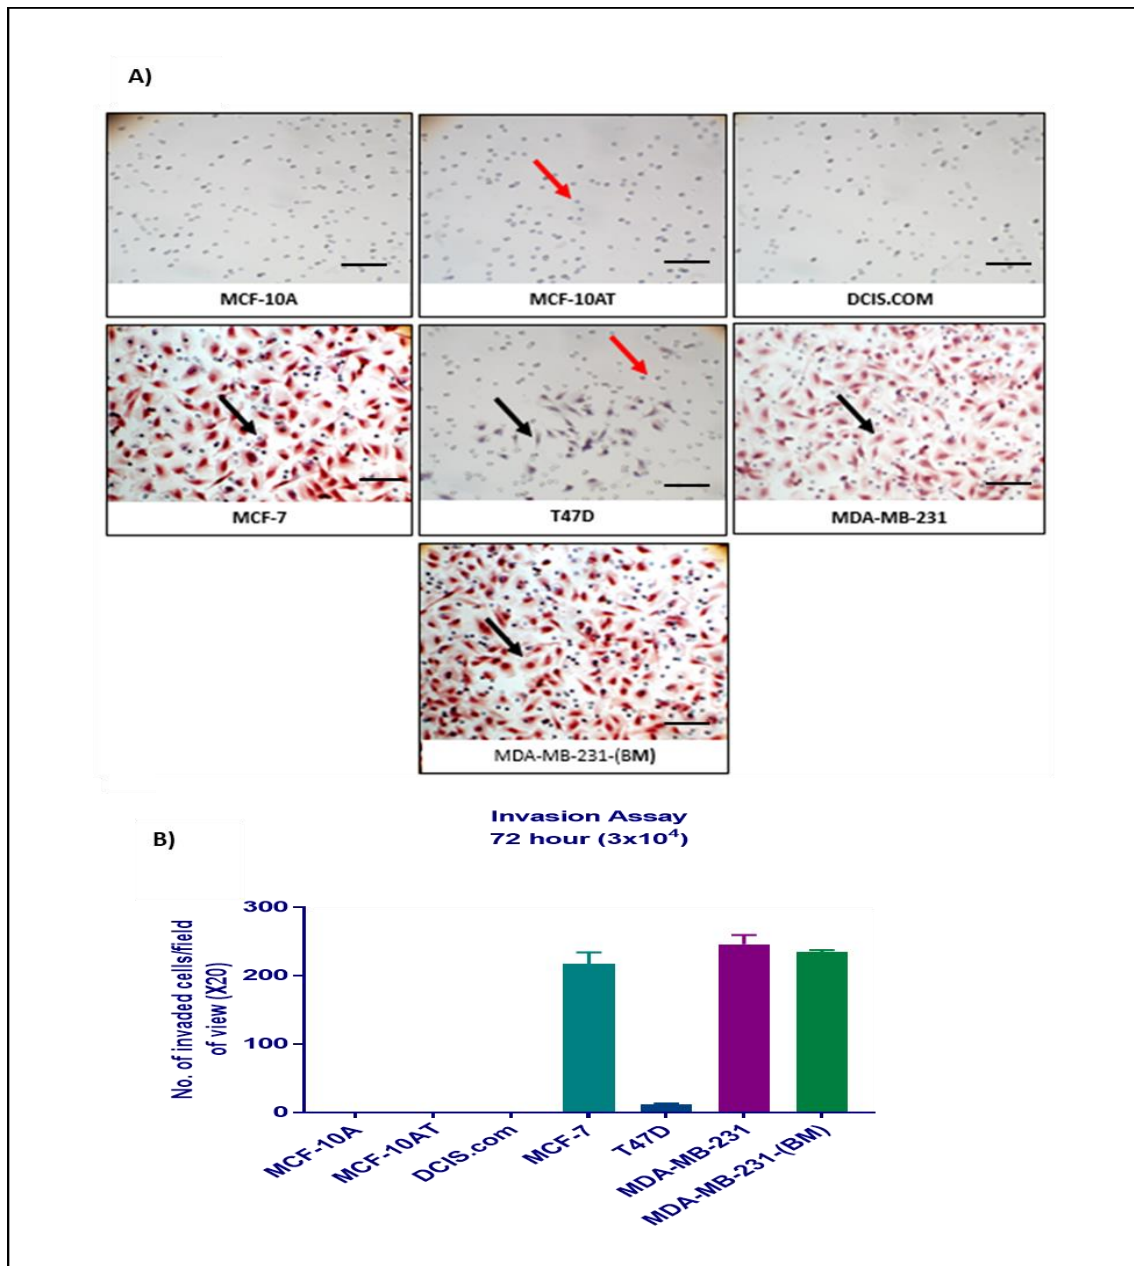 A)
MCF-10A
MCF-10AT
DCIS.COM
MCF-7
T47D
MDA-MB-231
MDA-MB-231-(BM)
B)
Invasion Assay
72 hour (3x10⁴)
No. of invaded cells/field
of view (X20)
300
200
100
0
MCF-10A
MCF-10AT
DCIS.com
MCF-7
T47D
MDA-MB-231
MDA-MB-231-(BM)